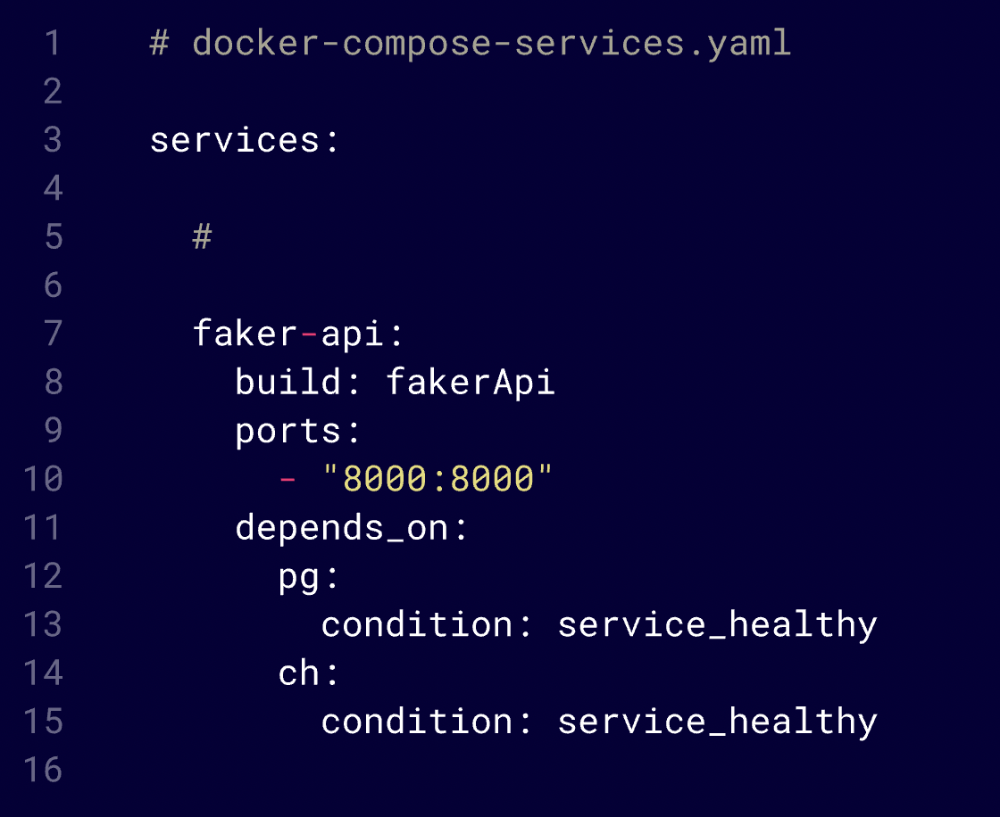 1 # docker-compose-services.yaml
2
3 services:
4
5 #
6
7 faker-api:
8 build: fakerApi
9 ports:
10 - "8000:8000"
11 depends_on:
12 pg:
13 condition: service_healthy
14 ch:
15 condition: service_healthy
16